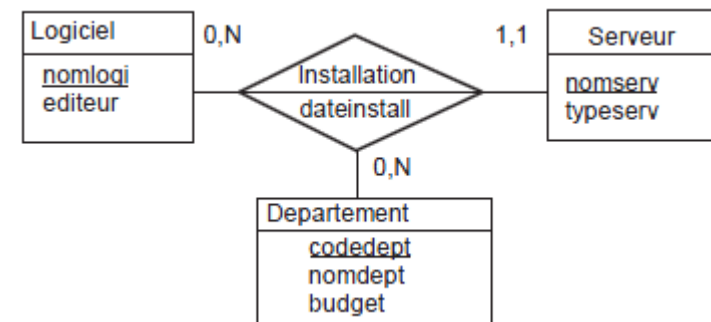 Logiciel
nomlogi
editeur
0,N
Installation
dateinstall
1,1
Serveur
nomserv
typeserv
0,N
Departement
codedept
nomdept
budget